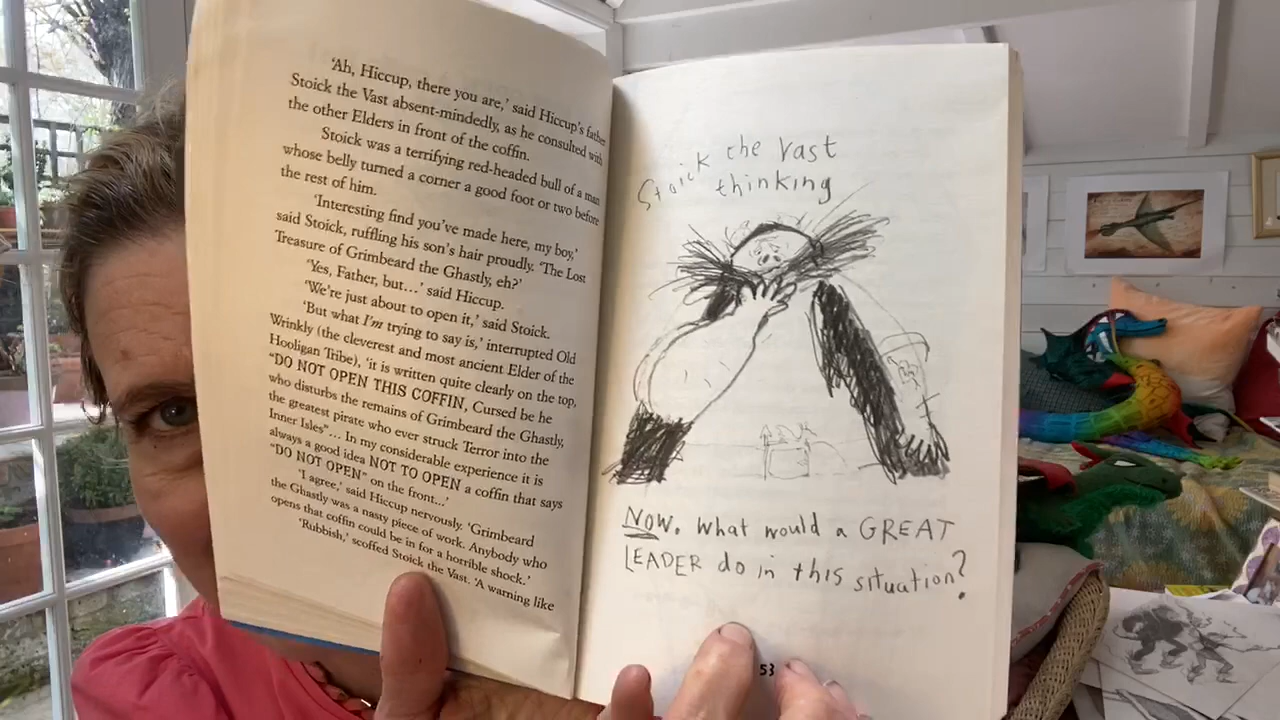 ‘Ah, Hiccup, there you are,’ said Hiccup’s father
Stoick the Vast absent-mindedly, as he consulted with
the other Elders in front of the coffin.
Stoick was a terrifying red-headed bull of a man
whose belly turned a corner a good foot or two before
the rest of him.
‘Interesting find you’ve made here, my boy,’
said Stoick, ruffling his son’s hair proudly. ‘The Lost
Treasure of Grimbeard the Ghastly, eh?’
‘Yes, Father, but…’ said Hiccup.
‘We’re just about to open it,’ said Stoick.
‘But what I’m trying to say is,’ interrupted Old
Wrinkly (the cleverest and most ancient Elder of the
Hooligan Tribe), ‘it is written quite clearly on the top,
“DO NOT OPEN THIS COFFIN, Cursed be he
who disturbs the remains of Grimbeard the Ghastly,
the greatest pirate who ever struck Terror into the
Inner Isles”… In my considerable experience it is
always a good idea NOT TO OPEN a coffin that says
“DO NOT OPEN” on the front…’
‘I agree,’ said Hiccup nervously. ‘Grimbeard
the Ghastly was a nasty piece of work. Anybody who
opens that coffin could be in for a horrible shock.’
‘Rubbish,’ scoffed Stoick the Vast. ‘A warning like
Stoick the Vast
thinking
NOW. What would a GREAT
LEADER do in this situation?
53